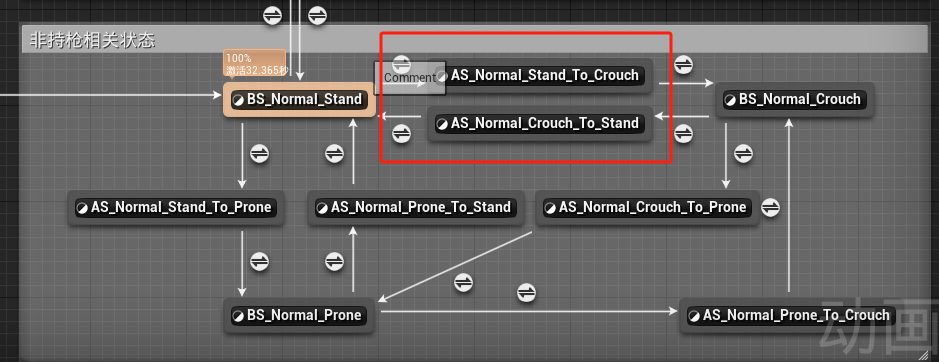 非持枪相关状态
100%
激活32.365秒
BS_Normal_Stand
Comment
AS_Normal_Stand_To_Crouch
AS_Normal_Crouch_To_Stand
BS_Normal_Crouch
AS_Normal_Stand_To_Prone
AS_Normal_Prone_To_Stand
AS_Normal_Crouch_To_Prone
BS_Normal_Prone
AS_Normal_Prone_To_Crouch
动画